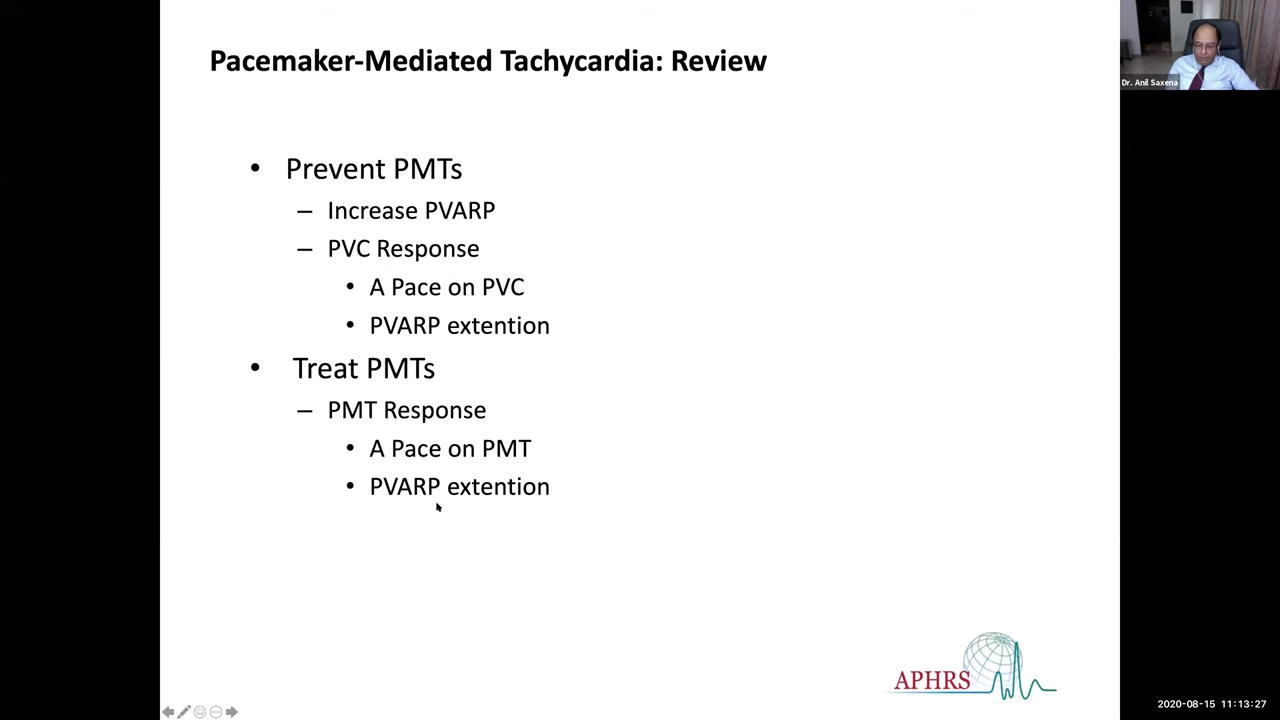 Pacemaker-Mediated Tachycardia: Review
Dr. Anil Saxena
• Prevent PMTs
– Increase PVARP
– PVC Response
• A Pace on PVC
• PVARP extention
• Treat PMTs
– PMT Response
• A Pace on PMT
• PVARP extention
APHRS
2020-08-15 11:13:27